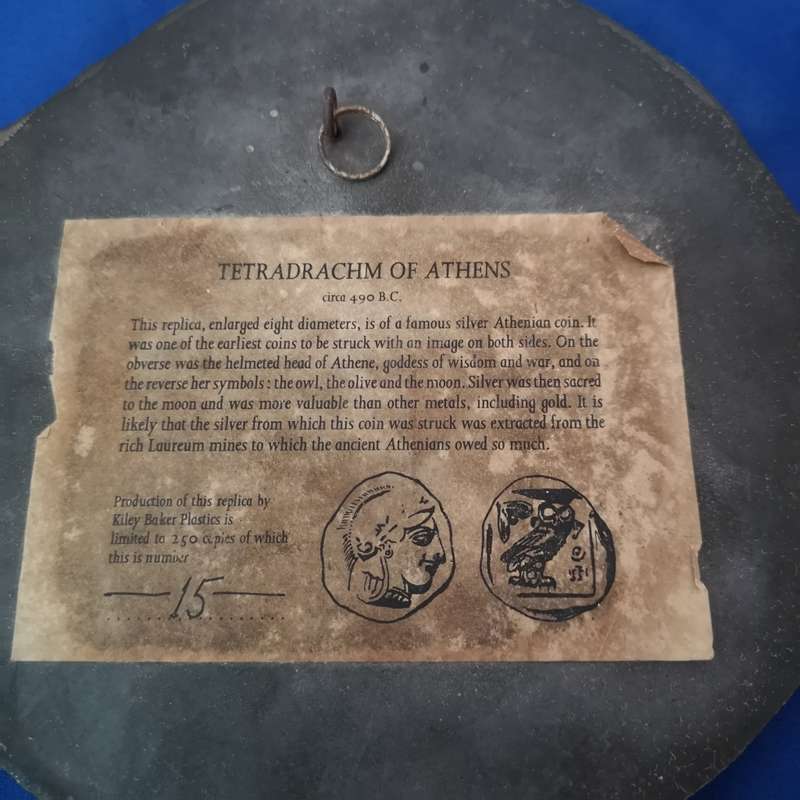 TETRADRACHM OF ATHENS
circa 490 B.C.
This replica, enlarged eight diameters, is of a famous silver Athenian coin. It
was one of the earliest coins to be struck with an image on both sides. On the
obverse was the helmeted head of Athene, goddess of wisdom and war, and on
the reverse her symbols : the owl, the olive and the moon. Silver was then sacred
to the moon and was more valuable than other metals, including gold. It is
likely that the silver from which this coin was struck was extracted from the
rich Laureum mines to which the ancient Athenians owed so much.
Production of this replica by
Kiley Baker Plastics is
limited to 250 copies of which
this is number
15